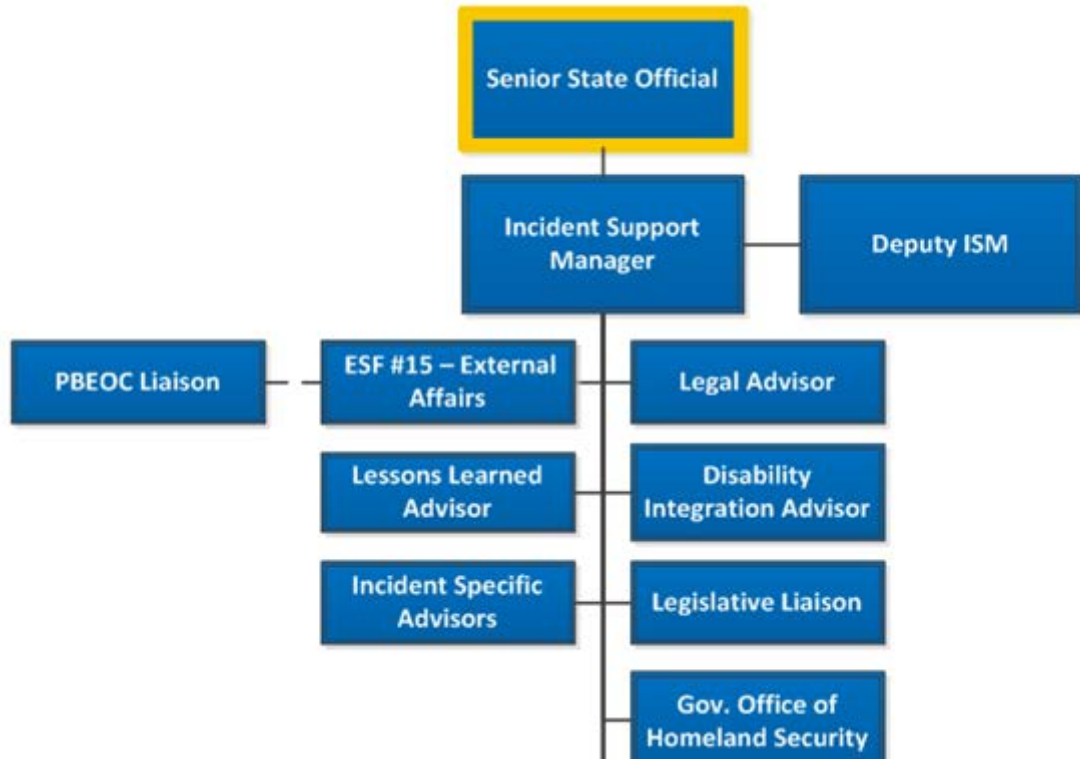 Senior State Official
Incident Support
Manager
Deputy ISM
PBEOC Liaison
ESF #15 – External
Affairs
Legal Advisor
Lessons Learned
Advisor
Disability
Integration Advisor
Incident Specific
Advisors
Legislative Liaison
Gov. Office of
Homeland Security